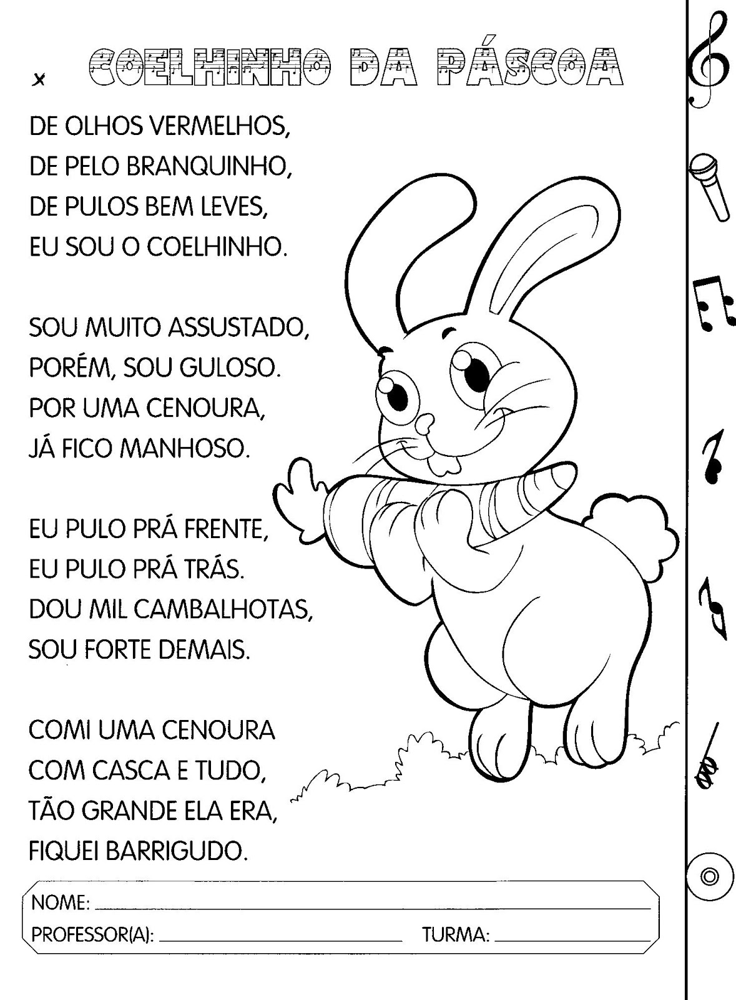 COELHINHO DA PÁSCOA
x
DE OLHOS VERMELHOS,
DE PELO BRANQUINHO,
DE PULOS BEM LEVES,
EU SOU O COELHINHO.
SOU MUITO ASSUSTADO,
PORÉM, SOU GULOSO.
POR UMA CENOURA,
JÁ FICO MANHOSO.
EU PULO PRÁ FRENTE,
EU PULO PRÁ TRÁS.
DOU MIL CAMBALHOTAS,
SOU FORTE DEMAIS.
COMI UMA CENOURA
COM CASCA E TUDO,
TÃO GRANDE ELA ERA,
FIQUEI BARRIGUDO.
NOME:
PROFESSOR(A): TURMA: